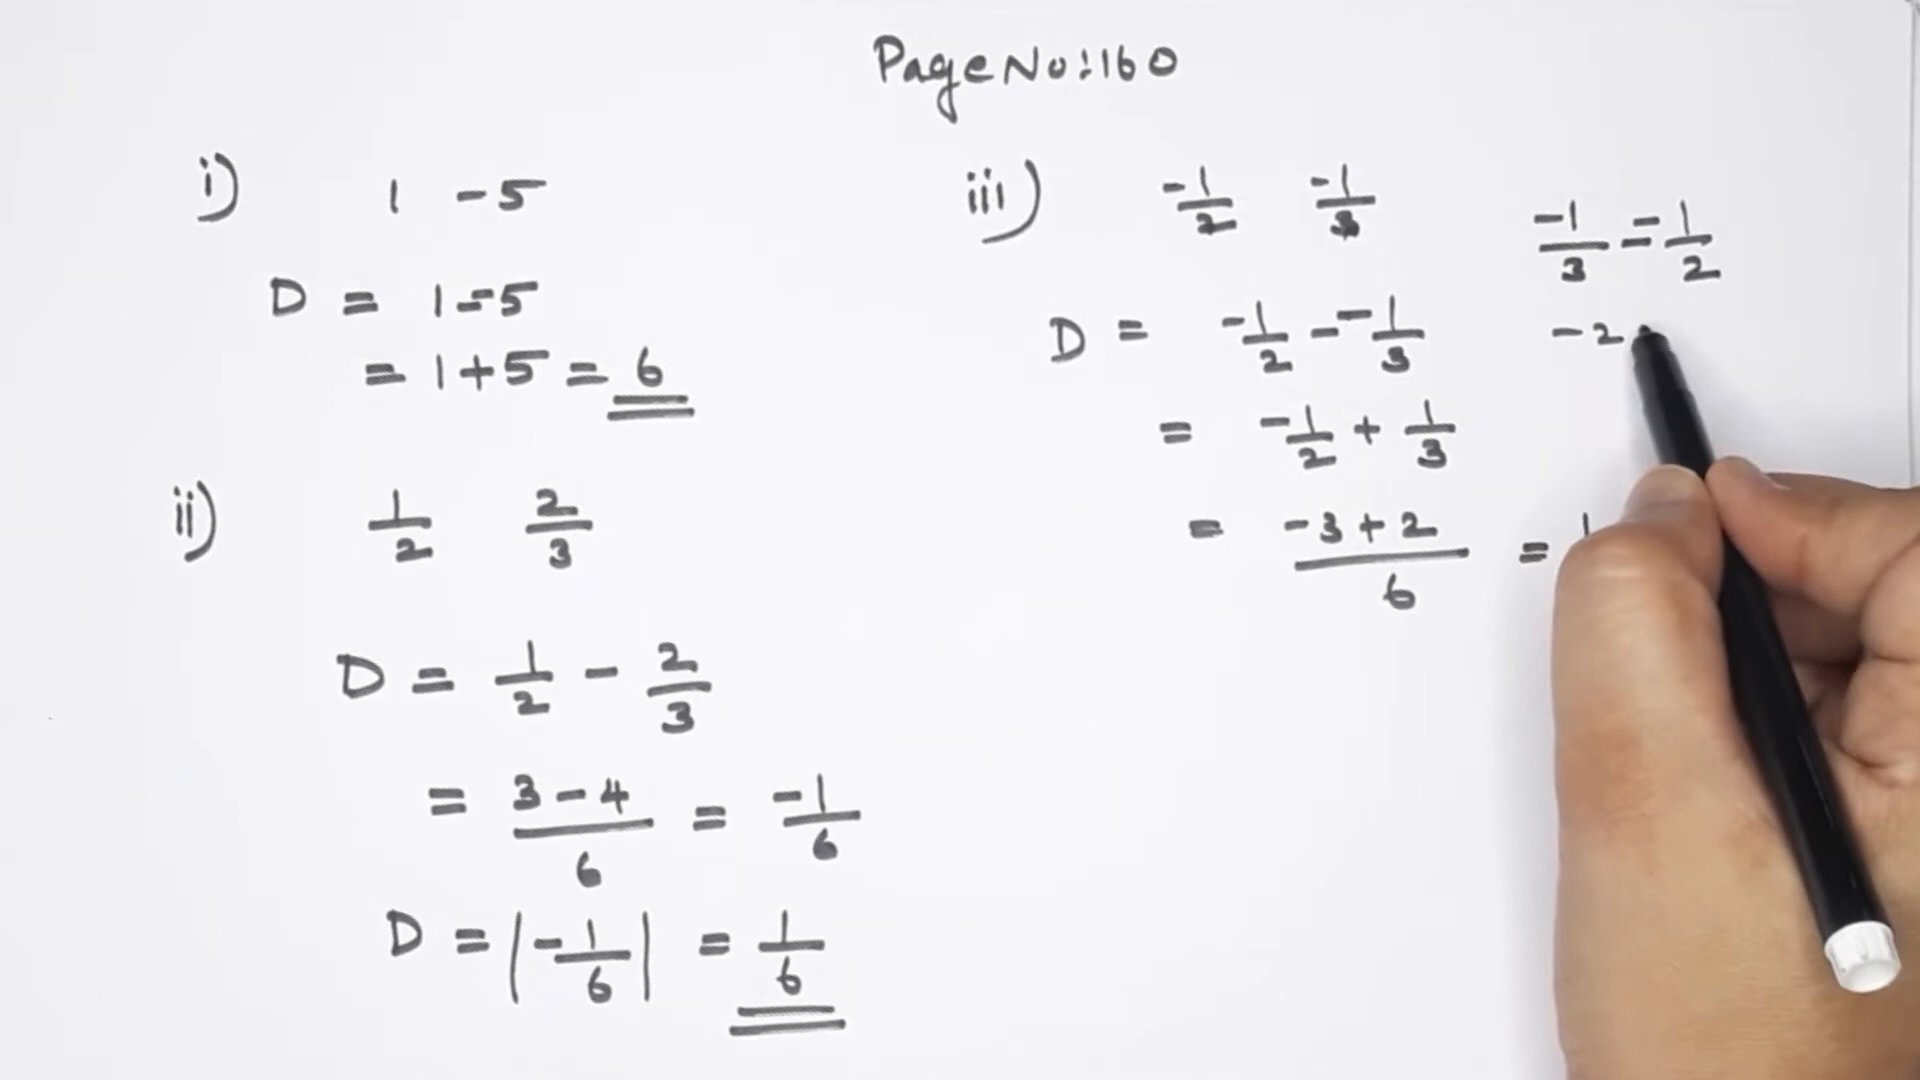 Page No: 160
i) 1 -5
D = 1 - -5
= 1+5 = 6
ii) 1/2 2/3
D = 1/2 - 2/3
= 3-4/6 = -1/6
D = |-1/6| = 1/6
iii) -1/2 -1/3
D = -1/2 - -1/3
= -1/2 + 1/3
= -3+2/6 =
-1/3 - -1/2
-2